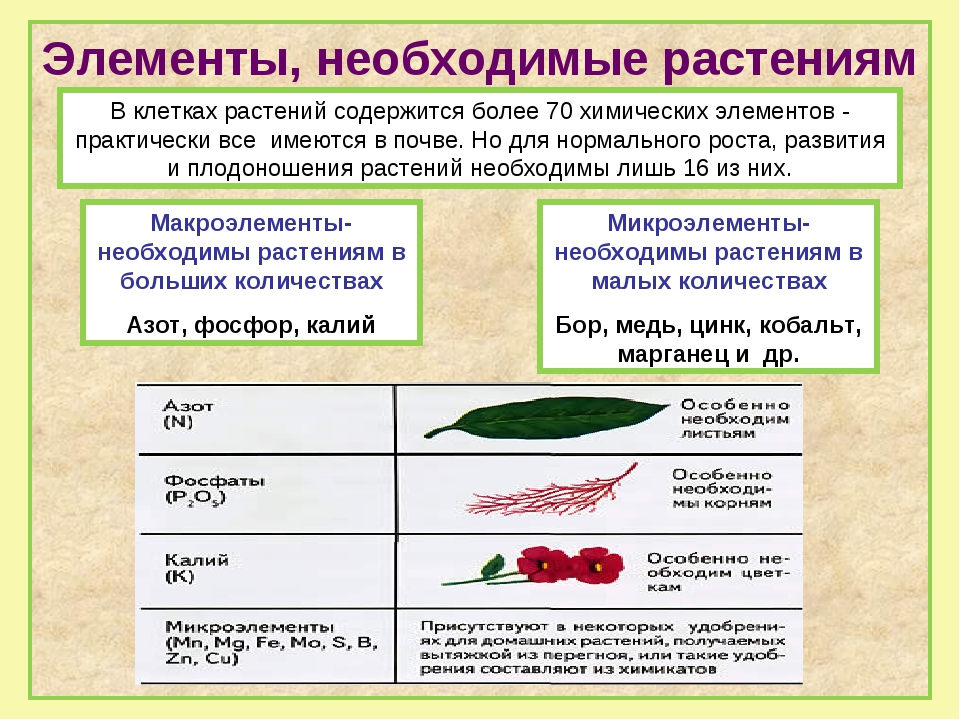 Элементы, необходимые растениям
В клетках растений содержится более 70 химических элементов -
практически все имеются в почве. Но для нормального роста, развития
и плодоношения растений необходимы лишь 16 из них.
Макроэлементы-
необходимы растениям в
больших количествах
Азот, фосфор, калий
Микроэлементы-
необходимы растениям в
малых количествах
Бор, медь, цинк, кобальт,
марганец и др.
Азот
(N)
Особенно
необходим
листьям
Фосфаты
(P₂O₅)
Особенно
необходи-
мы корням
Калий
(K)
Особенно не-
обходим цвет-
кам
Микроэлементы
(Mn, Mg, Fe, Mo, S, B,
Zn, Cu)
Присутствуют в некоторых удобрени-
ях для домашних растений, получаемых
вытяжкой из перегноя, или такие удоб-
рения составляют из химикатов